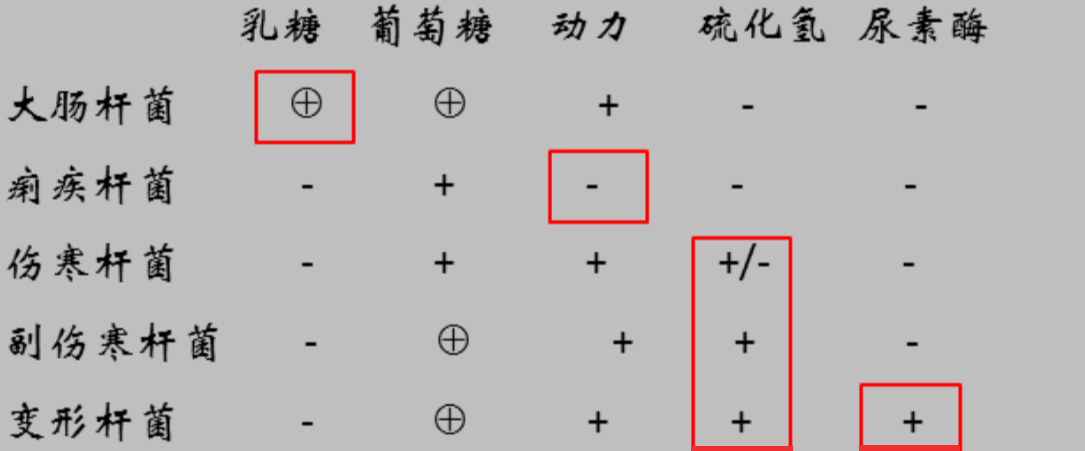 乳糖 葡萄糖 动力 硫化氢 尿素酶
大肠杆菌 ⊕ ⊕ + - -
痢疾杆菌 - + - - -
伤寒杆菌 - + + +/- -
副伤寒杆菌 - ⊕ + + -
变形杆菌 - ⊕ + + +